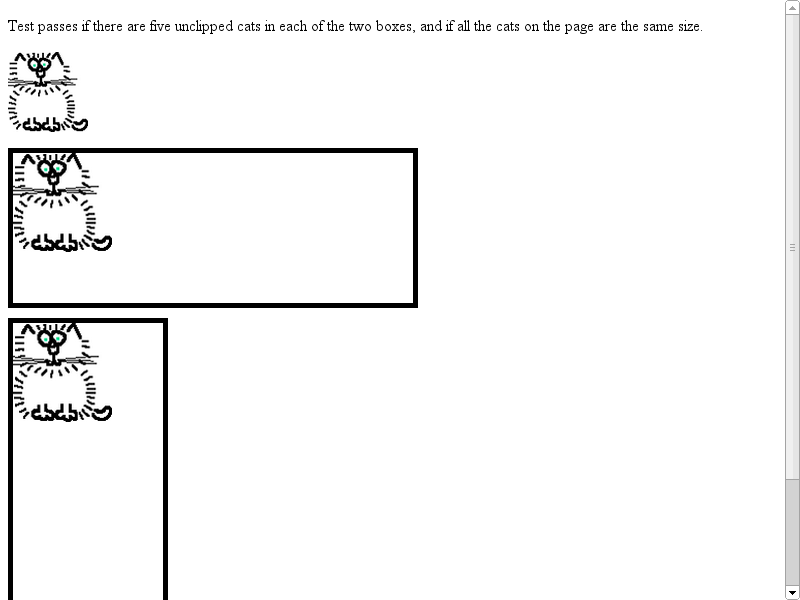 Test passes if there are five unclipped cats in each of the two boxes, and if all the cats on the page are the same size.